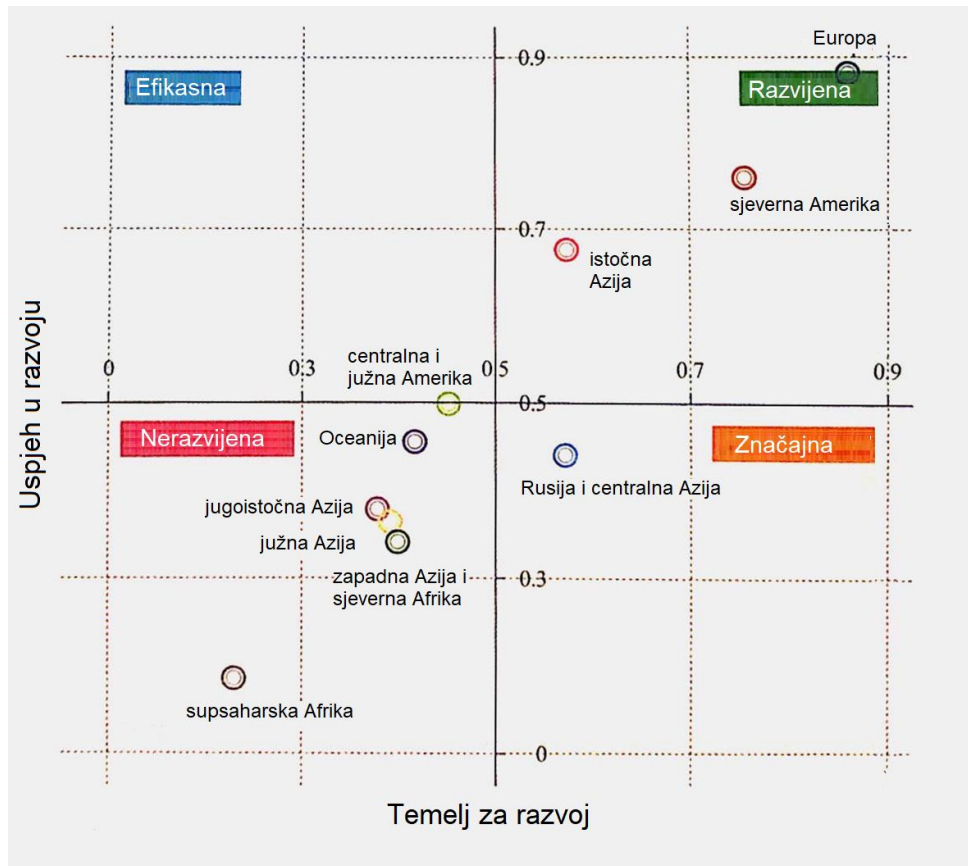 Europa
0.9
Efikasna
Razvijena
sjeverna Amerika
0.7
istočna
Azija
Uspjeh u razvoju
centralna i
južna Amerika
0
0.3
0.5
0.7
0.9
0.5
Nerazvijena
Oceanija
Značajna
Rusija i centralna Azija
jugoistočna Azija
južna Azija
zapadna Azija i
sjeverna Afrika
0.3
supsaharska Afrika
0
Temelj za razvoj